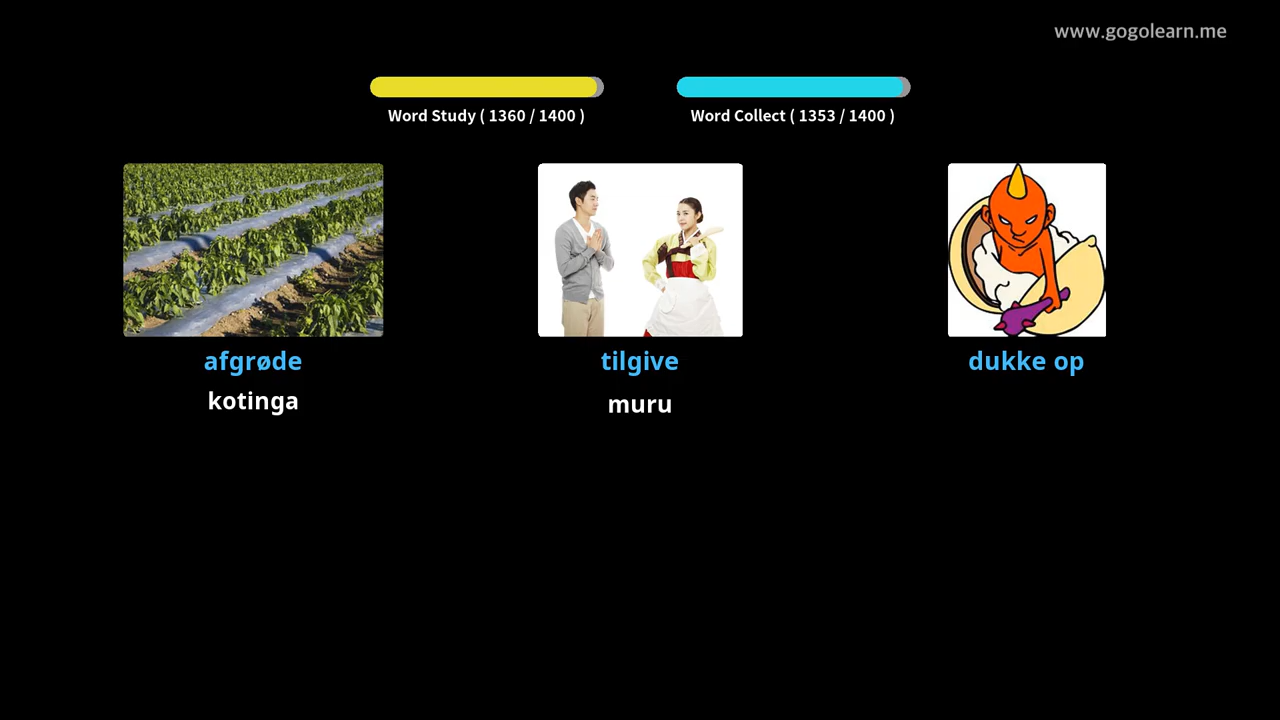 www.gogolearn.me
Word Study ( 1360 / 1400 )
Word Collect ( 1353 / 1400 )
afgrøde
tilgive
dukke op
kotinga
muru